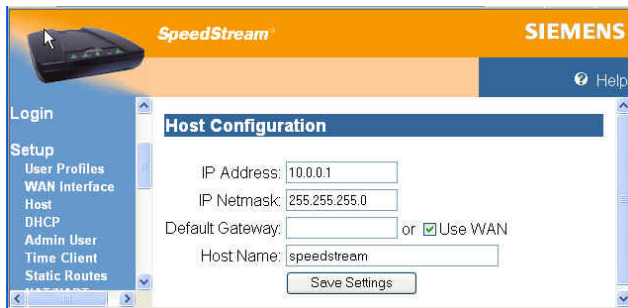 SpeedStream®
SIEMENS
Help
Login
Setup
User Profiles
WAN Interface
Host
DHCP
Admin User
Time Client
Static Routes
Host Configuration
IP Address: 10.0.0.1
IP Netmask: 255.255.255.0
Default Gateway: or Use WAN
Host Name: speedstream
Save Settings